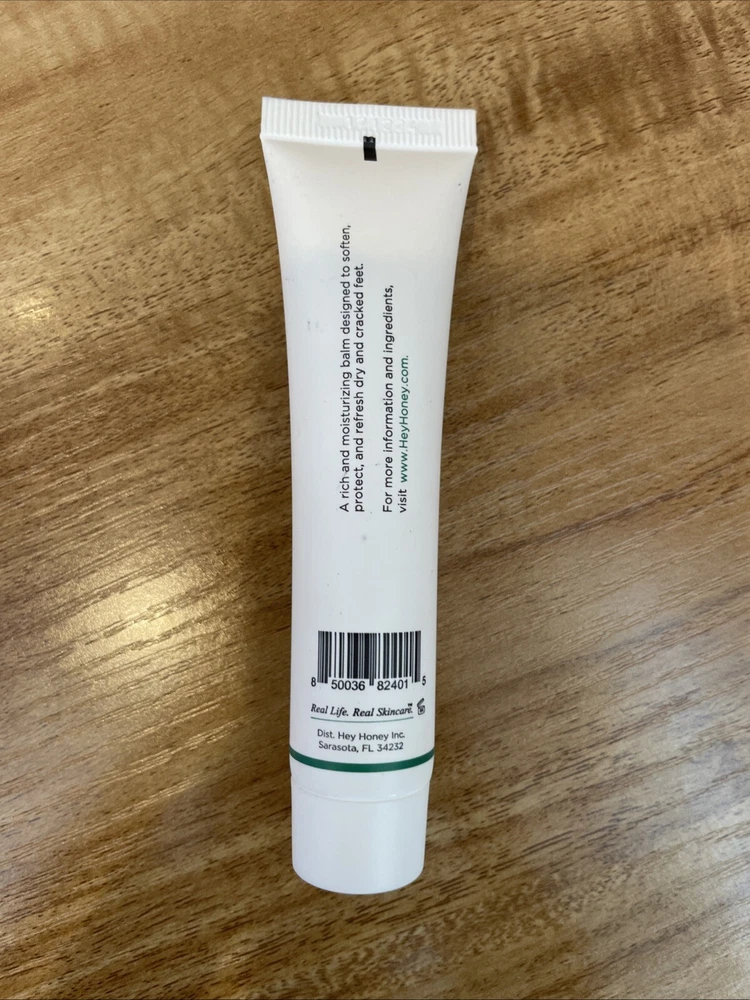 A rich and moisturizing balm designed to soften,
protect, and refresh dry and cracked feet.
For more information and ingredients,
visit www.HeyHoney.com.
8 50036 82401 5
Real Life. Real Skincare.™
Dist. Hey Honey Inc.
Sarasota, FL 34232